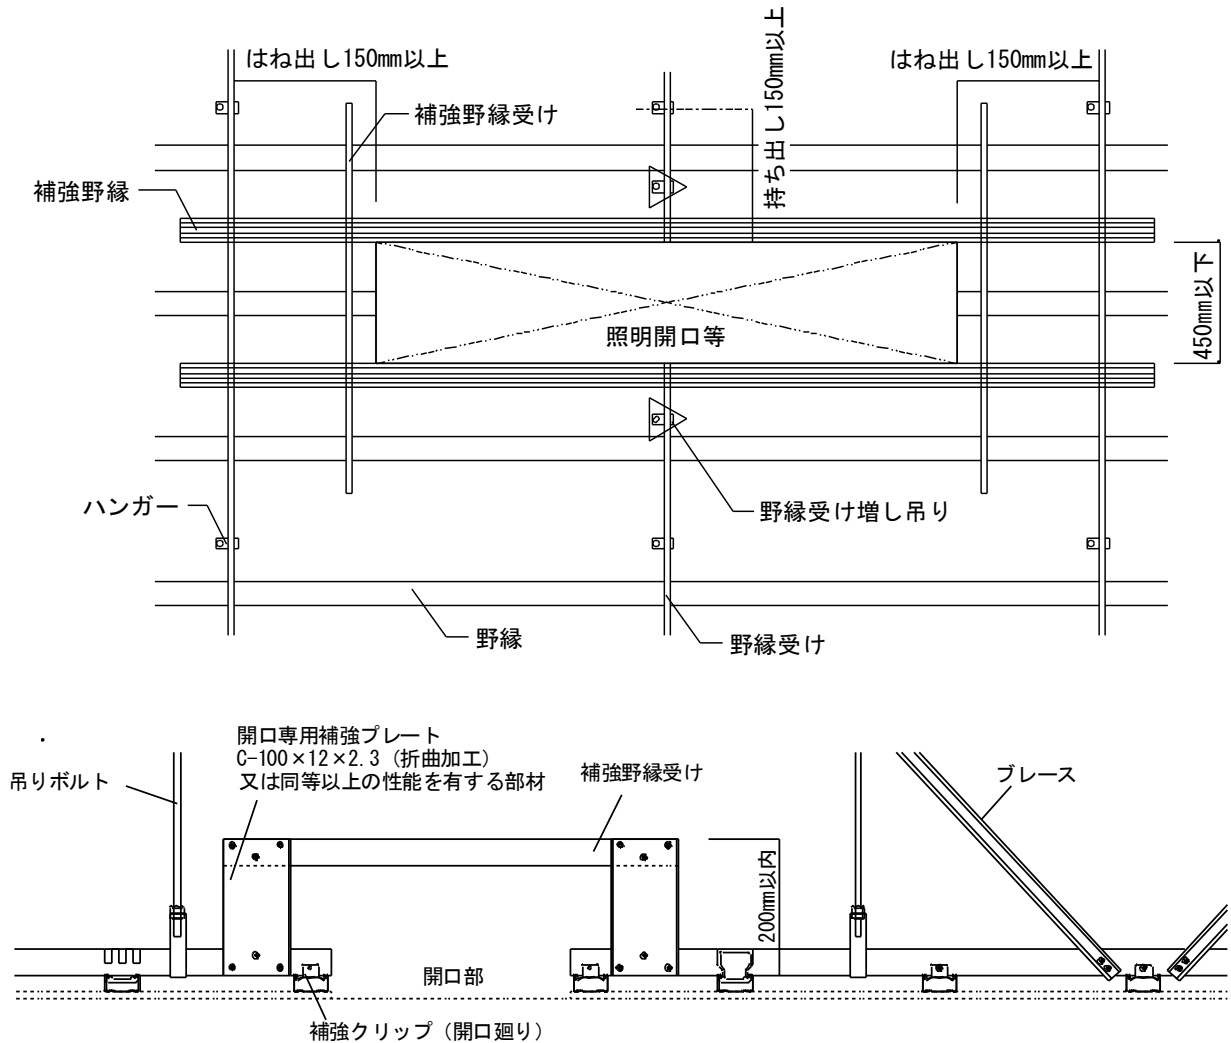 はね出し150mm以上
持ち出し150mm以上
はね出し150mm以上
補強野縁受け
補強野縁
照明開口等
450mm以下
ハンガー
野縁受け増し吊り
野縁
野縁受け
開口専用補強プレート
C-100×12×2.3（折曲加工）
又は同等以上の性能を有する部材
吊りボルト
補強野縁受け
ブレース
200mm以内
開口部
補強クリップ（開口廻り）